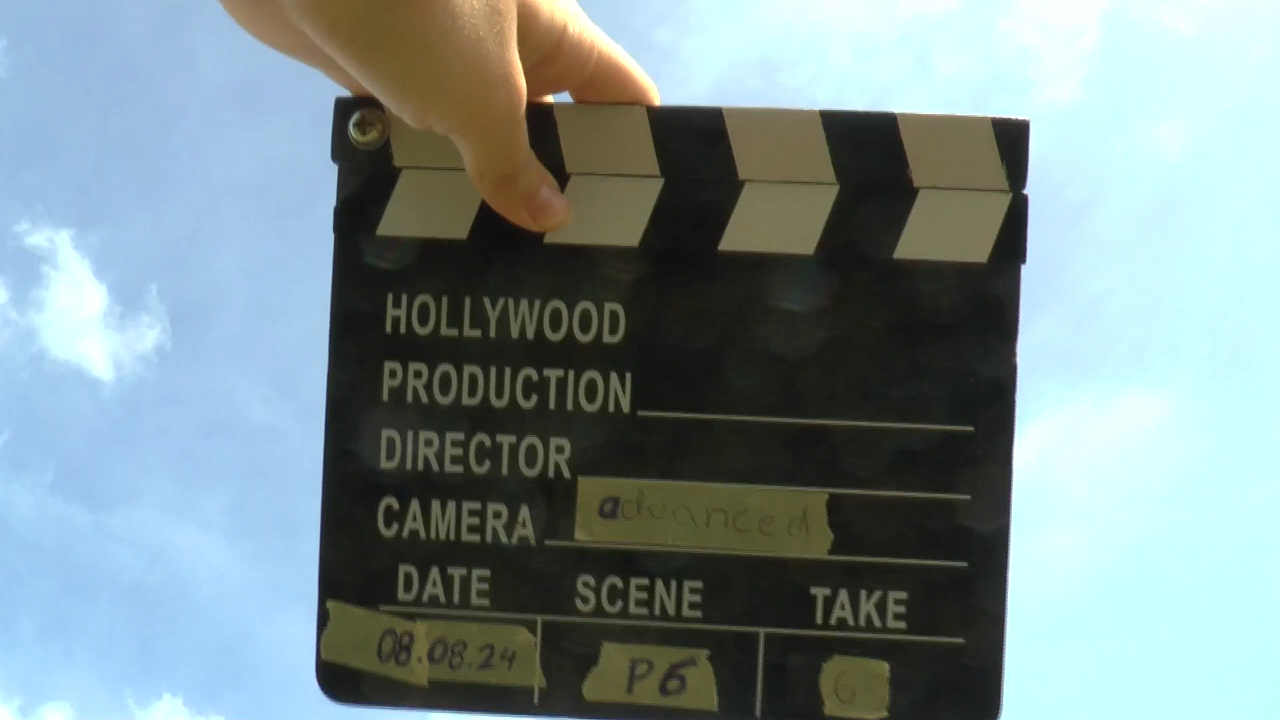 HOLLYWOOD
PRODUCTION
DIRECTOR
CAMERA advanced
DATE SCENE TAKE
08.08.24 P6 6